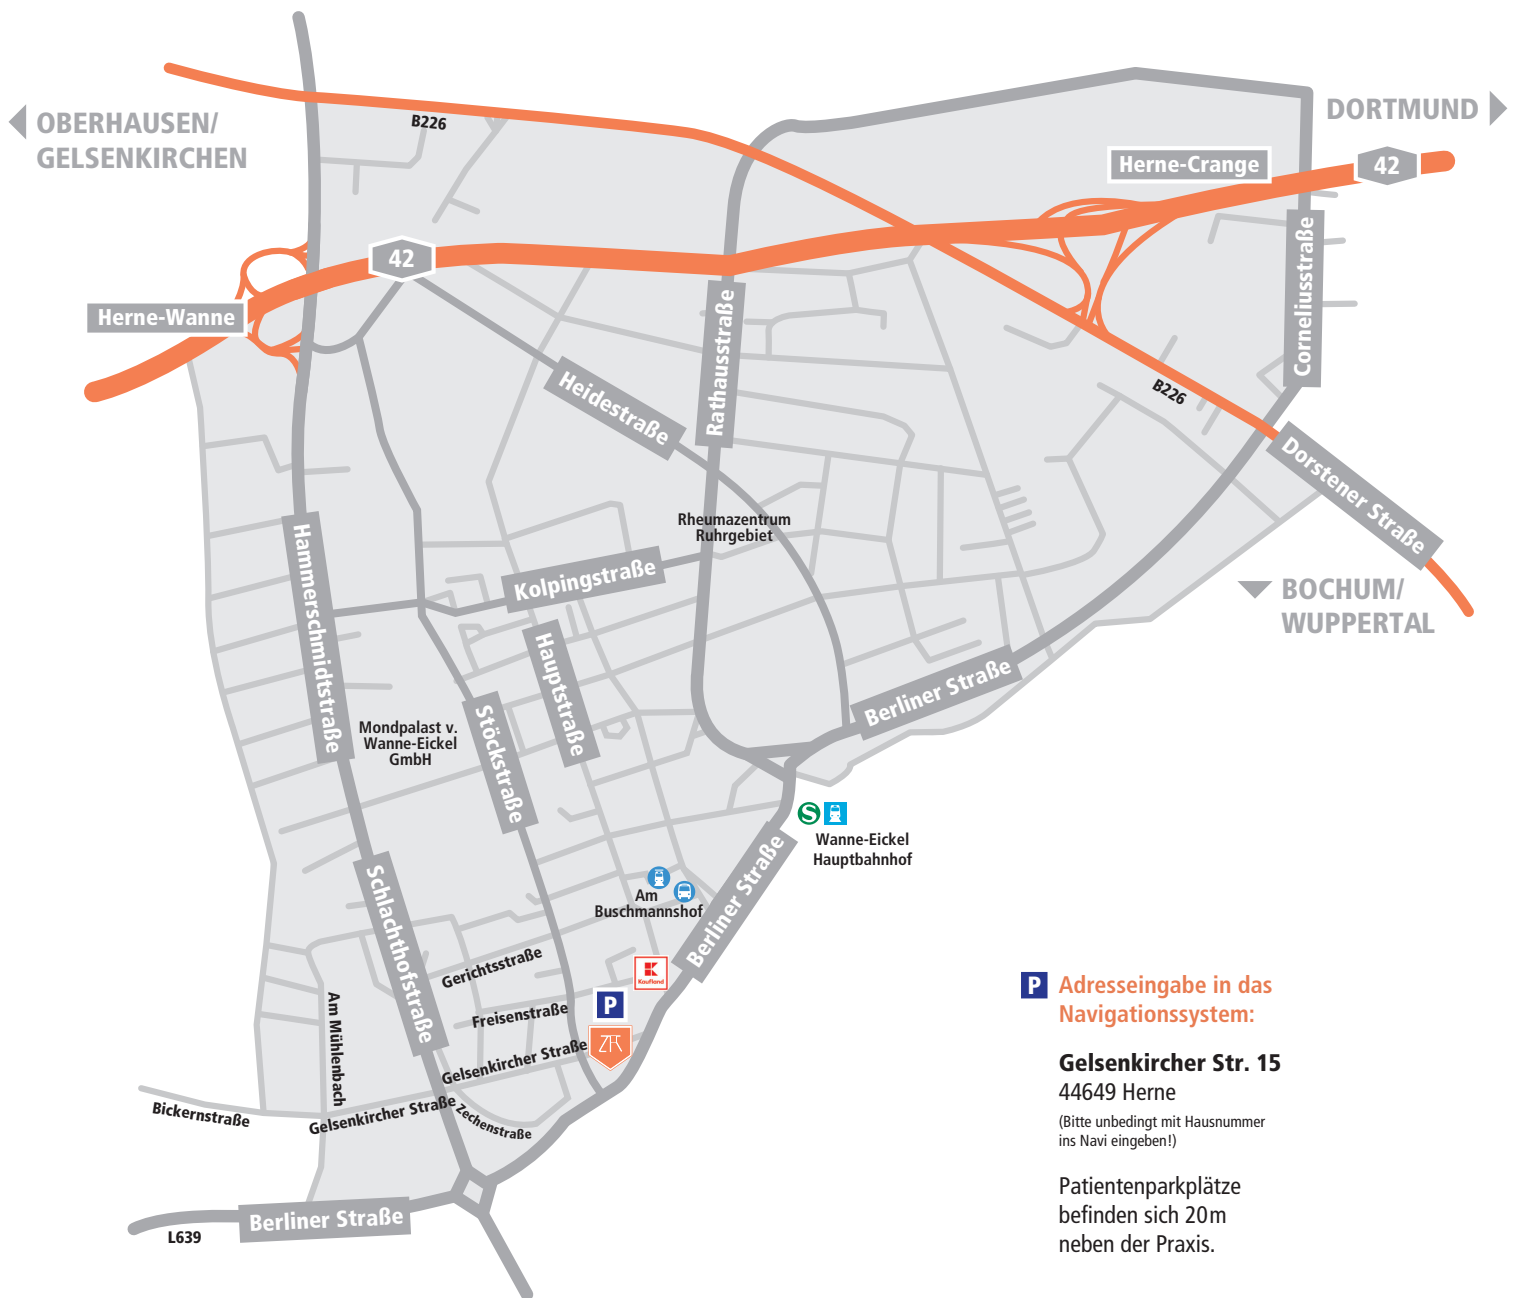 OBERHAUSEN/
GELSENKIRCHEN
B226
DORTMUND
Herne-Crange
42
42
Herne-Wanne
Corneliusstraße
Rathausstraße
Heidestraße
B226
Dorstener Straße
Rheumazentrum
Ruhrgebiet
Hammerschmidtstraße
Kolpingstraße
BOCHUM/
WUPPERTAL
Hauptstraße
Berliner Straße
Stöckstraße
Mondpalast v.
Wanne-Eickel
GmbH
S
Wanne-Eickel
Hauptbahnhof
Berliner Straße
Schlachthofstraße
Am
Buschmannshof
Gerichtsstraße
Kaufland
P
Freisenstraße
Am Mühlenbach
Gelsenkircher Straße
Bickernstraße
Gelsenkircher Straße
Zechenstraße
Berliner Straße
L639
P
Adresseingabe in das
Navigationssystem:
Gelsenkircher Str. 15
44649 Herne
(Bitte unbedingt mit Hausnummer
ins Navi eingeben!)
Patientenparkplätze
befinden sich 20m
neben der Praxis.